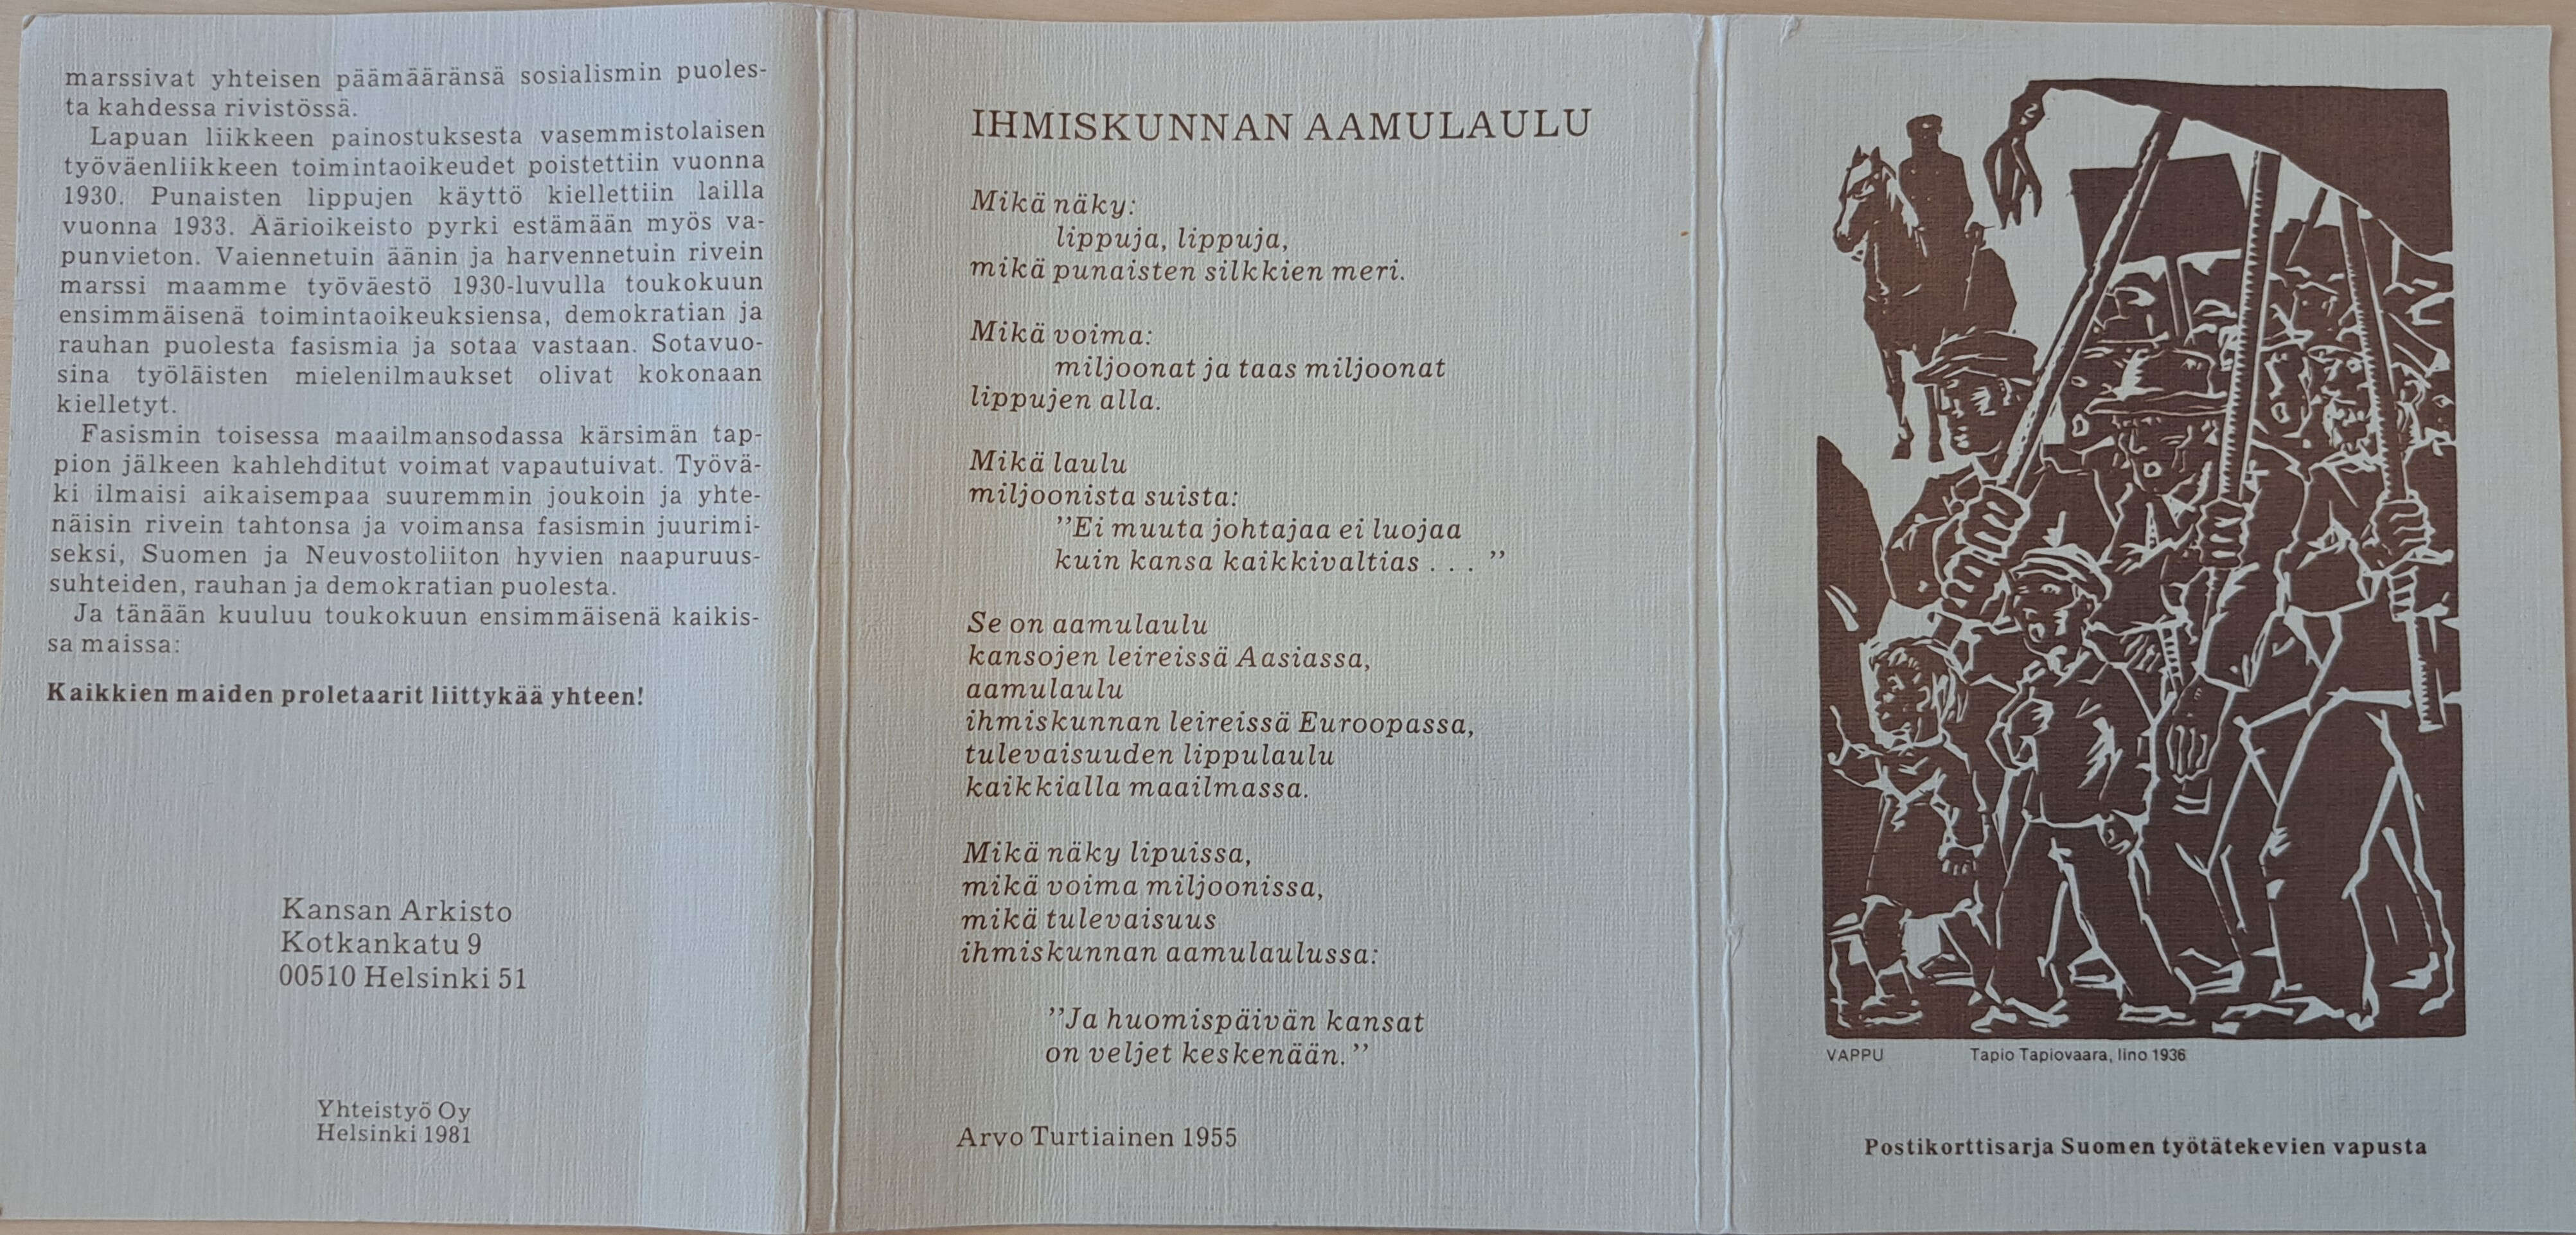 marssivat yhteisen päämääränsä sosialismin puoles-
ta kahdessa rivistössä.
Lapuan liikkeen painostuksesta vasemmistolaisen
työväenliikkeen toimintaoikeudet poistettiin vuonna
1930. Punaisten lippujen käyttö kiellettiin lailla
vuonna 1933. Äärioikeisto pyrki estämään myös va-
punvieton. Vaiennetuin äänin ja harvennetuin rivein
marssi maamme työväestö 1930-luvulla toukokuun
ensimmäisenä toimintaoikeuksiensa, demokratian ja
rauhan puolesta fasismia ja sotaa vastaan. Sotavuo-
sina työläisten mielenilmaukset olivat kokonaan
kielletyt.
Fasismin toisessa maailmansodassa kärsimän tap-
pion jälkeen kahlehditut voimat vapautuivat. Työvä-
ki ilmaisi aikaisempaa suuremmin joukoin ja yhte-
näisin rivein tahtonsa ja voimansa fasismin juurimi-
seksi, Suomen ja Neuvostoliiton hyvien naapuruus-
suhteiden, rauhan ja demokratian puolesta.
Ja tänään kuuluu toukokuun ensimmäisenä kaikis-
sa maissa:
Kaikkien maiden proletaarit liittykää yhteen!
Kansan Arkisto
Kotkankatu 9
00510 Helsinki 51
Yhteistyö Oy
Helsinki 1981
IHMISKUNNAN AAMULAULU
Mikä näky:
lippuja, lippuja,
mikä punaisten silkkien meri.
Mikä voima:
miljoonat ja taas miljoonat
lippujen alla.
Mikä laulu
miljoonista suista:
”Ei muuta johtajaa ei luojaa
kuin kansa kaikkivaltias . . . ”
Se on aamulaulu
kansojen leireissä Aasiassa,
aamulaulu
ihmiskunnan leireissä Euroopassa,
tulevaisuuden lippulaulu
kaikkialla maailmassa.
Mikä näky lipuissa,
mikä voima miljoonissa,
mikä tulevaisuus
ihmiskunnan aamulaulussa:
”Ja huomispäivän kansat
on veljet keskenään.”
Arvo Turtiainen 1955
VAPPU Tapio Tapiovaara, lino 1936
Postikorttisarja Suomen työtätekevien vapusta